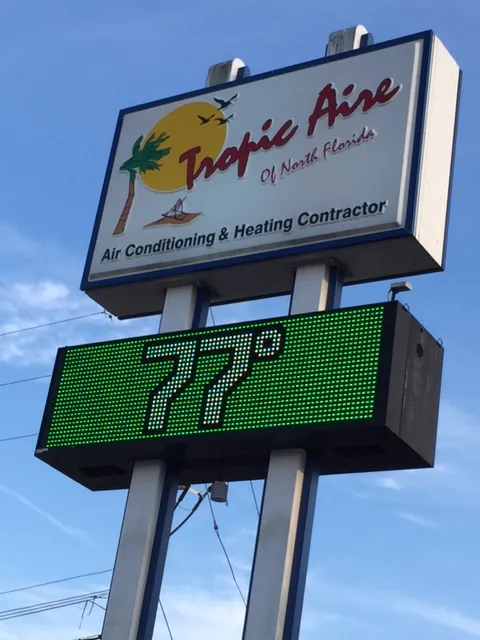 Tropic Aire
Of North Florida
Air Conditioning & Heating Contractor
77°